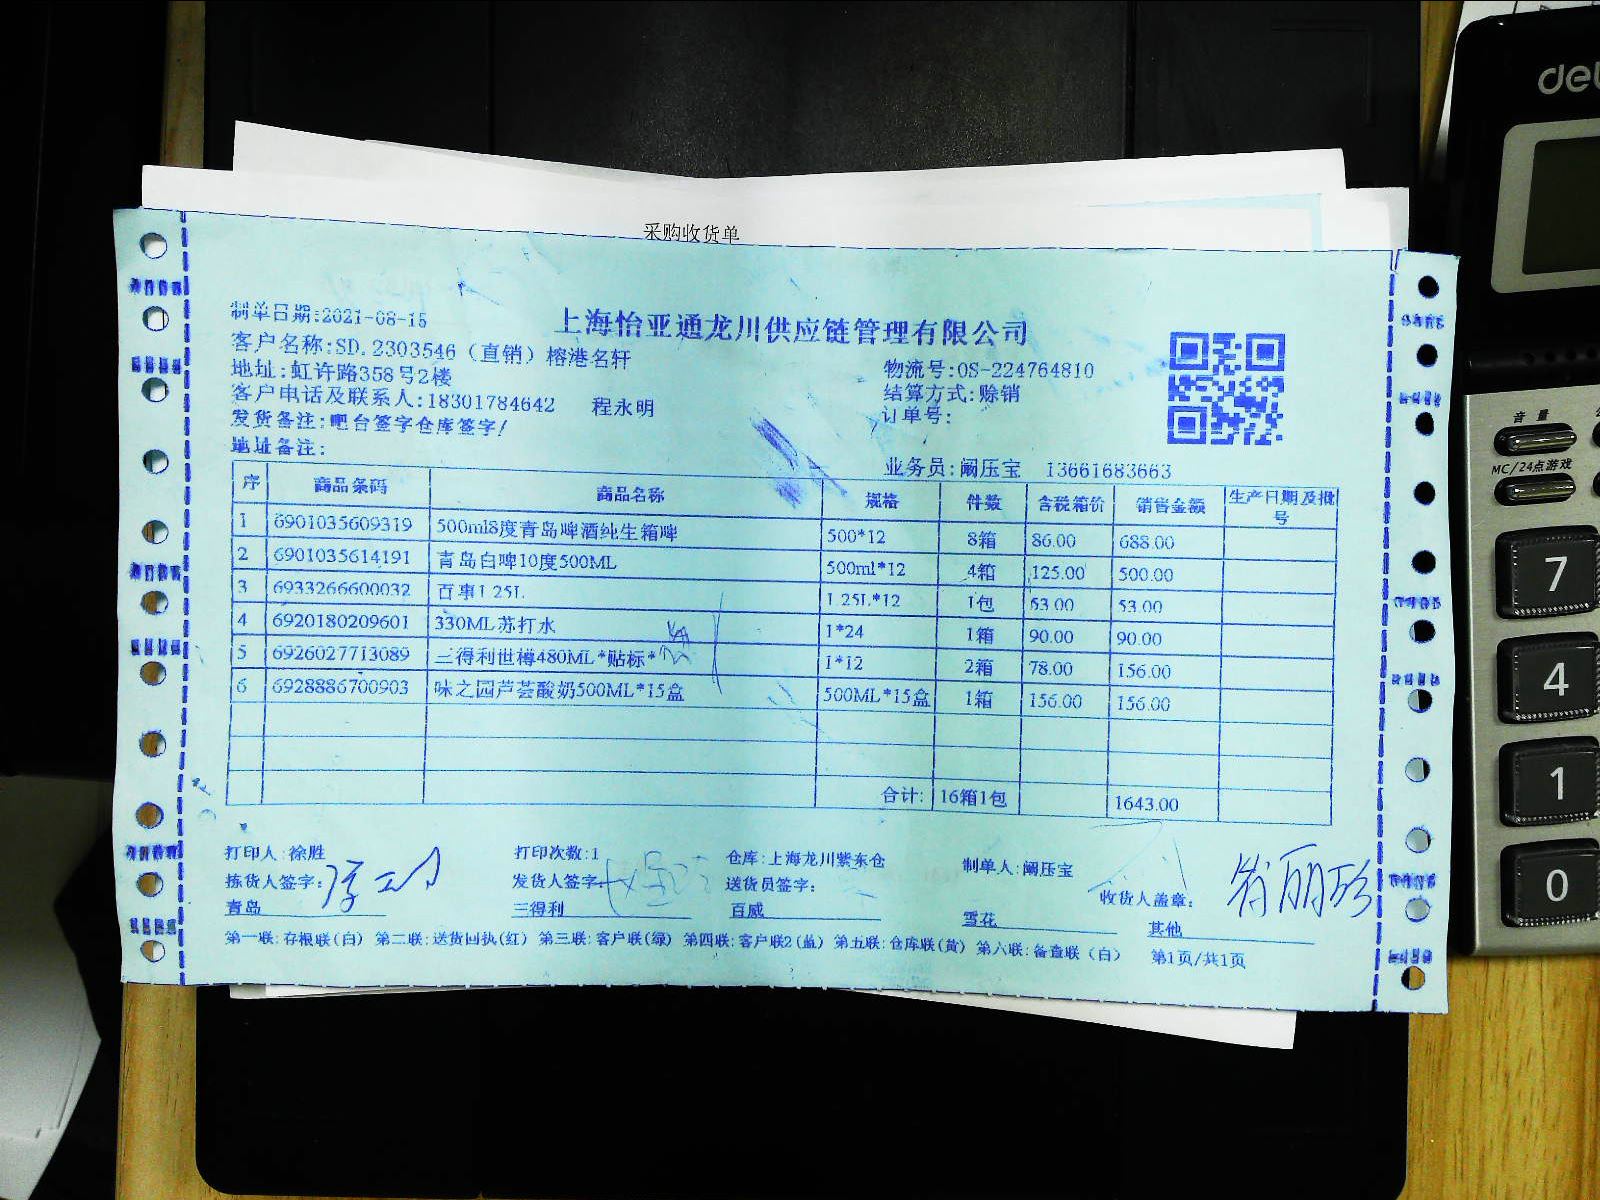 采购收货单
制单日期:2021-08-15
上海怡亚通龙川供应链管理有限公司
客户名称:SD.2303546（直销）榕港名轩
物流号:OS-224764810
地址:虹许路358号2楼
结算方式:赊销
客户电话及联系人:18301784642 程永明
订单号:
发货备注:吧台签字仓库签字!
地址备注:
业务员:阚压宝 13661683663
序 商品条码 商品名称 规格 件数 含税箱价 销售金额 生产日期及批号
1 6901035609319 500ml8度青岛啤酒纯生箱啤 500*12 8箱 86.00 688.00
2 6901035614191 青岛白啤10度500ML 500ml*12 4箱 125.00 500.00
3 6933266600032 百事1.25L 1.25L*12 1包 53.00 53.00
4 6920180209601 330ML苏打水 1*24 1箱 90.00 90.00
5 6926027713089 三得利世樽480ML*贴标* 1*12 2箱 78.00 156.00
6 6928886700903 味之园芦荟酸奶500ML*15盒 500ML*15盒 1箱 156.00 156.00
合计: 16箱1包 1643.00
打印人:徐胜 打印次数:1 仓库:上海龙川紫东仓 制单人:阚压宝
拣货人签字: 发货人签字: 送货员签字: 收货人盖章:
青岛 三得利 百威 雪花 其他
第一联:存根联(白) 第二联:送货回执(红) 第三联:客户联(绿) 第四联:客户联2(蓝) 第五联:仓库联(黄) 第六联:备查联（白） 第1页/共1页
音量
MC/24点游戏
7
4
1
0